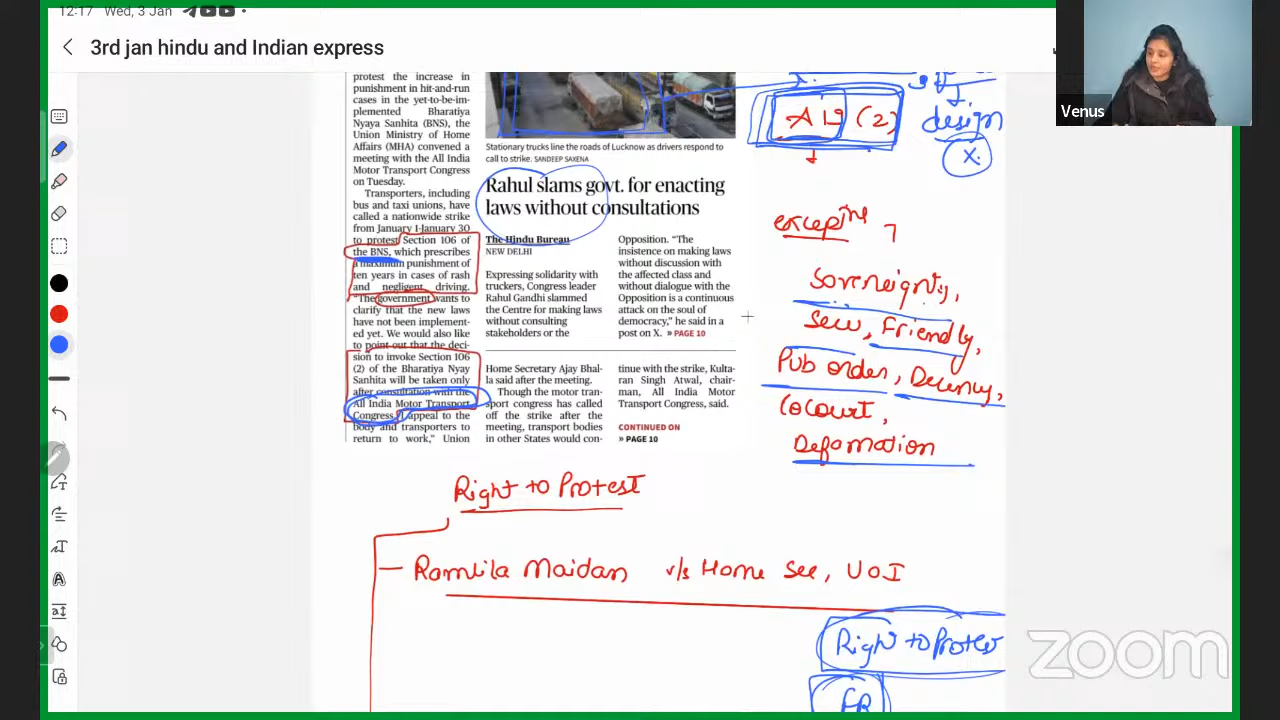 12:17 Wed, 3 Jan
3rd jan hindu and Indian express
Venus
protest the increase in
punishment in hit-and-run
cases in the yet-to-be-im-
plemented Bharatiya
Nyaya Sanhita (BNS), the
Union Ministry of Home
Affairs (MHA) convened a
meeting with the All India
Motor Transport Congress
on Tuesday.
Transporters, including
bus and taxi unions, have
called a nationwide strike
from January 1-January 30
to protest Section 106 of
the BNS, which prescribes
a maximum punishment of
ten years in cases of rash
and negligent driving.
"The government wants to
clarify that the new laws
have not been implement-
ed yet. We would also like
to point out that the deci-
sion to invoke Section 106
(2) of the Bharatiya Nyay
Sanhita will be taken only
after consultation with the
All India Motor Transport
Congress. I appeal to the
body and transporters to
return to work," Union
Stationary trucks line the roads of Lucknow as drivers respond to
call to strike. SANDEEP SAXENA
Rahul slams govt. for enacting
laws without consultations
The Hindu Bureau
NEW DELHI
Expressing solidarity with
truckers, Congress leader
Rahul Gandhi slammed
the Centre for making laws
without consulting
stakeholders or the
Opposition. "The
insistence on making laws
without discussion with
the affected class and
without dialogue with the
Opposition is a continuous
attack on the soul of
democracy," he said in a
post on X. » PAGE 10
Home Secretary Ajay Bhal-
la said after the meeting.
Though the motor tran-
sport congress has called
off the strike after the
meeting, transport bodies
in other States would con-
tinue with the strike, Kulta-
ran Singh Atwal, chair-
man, All India Motor
Transport Congress, said.
CONTINUED ON
» PAGE 10
A 19 (2)
design
X.
Sovereignty,
Friendly,
Pub order, Decency,
CoCourt,
Defamation
Right to Protest
Ramlila Maidan v/s Home Sec, UOI
Right to Protes
FR
zoom